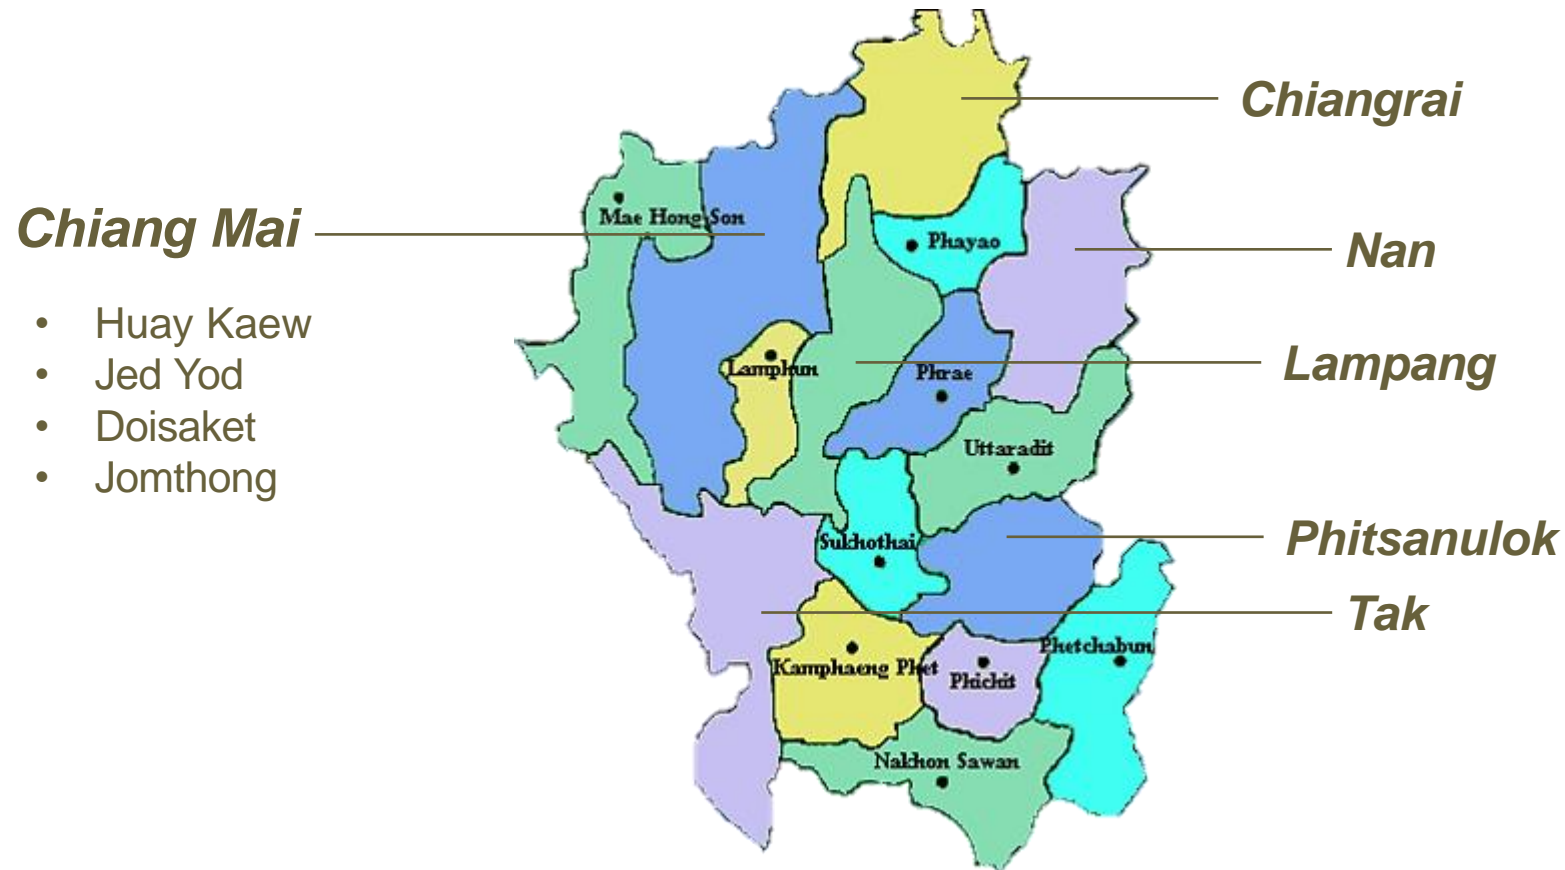 Chiangrai
Chiang Mai
• Huay Kaew
• Jed Yod
• Doisaket
• Jomthong
Mae Hong Son
Phayao
Nan
Lamphun
Phrae
Lampang
Uttaradit
Sukhothai
Phitsanulok
Tak
Kamphaeng Phet
Phichit
Phetchabun
Nakhon Sawan